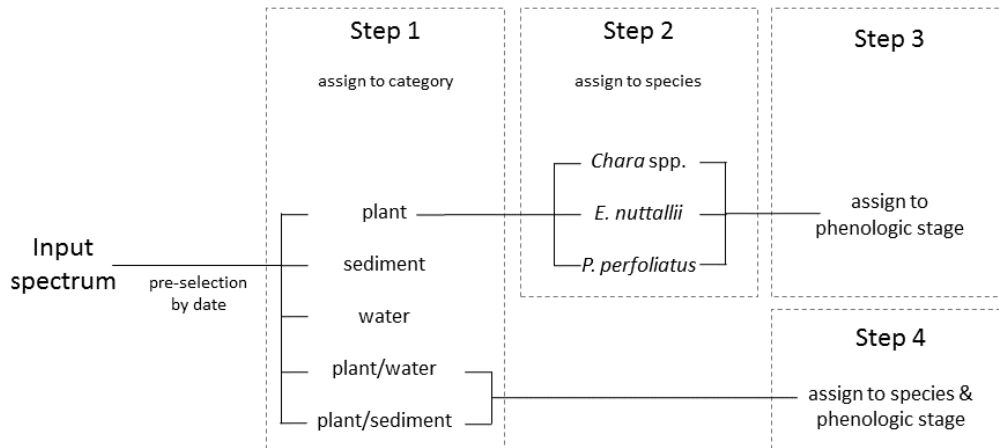 Step 1
assign to category
Step 2
assign to species
Step 3
Input
spectrum
pre-selection
by date
plant
sediment
water
plant/water
plant/sediment
Chara spp.
E. nuttallii
P. perfoliatus
assign to
phenologic stage
Step 4
assign to species &
phenologic stage